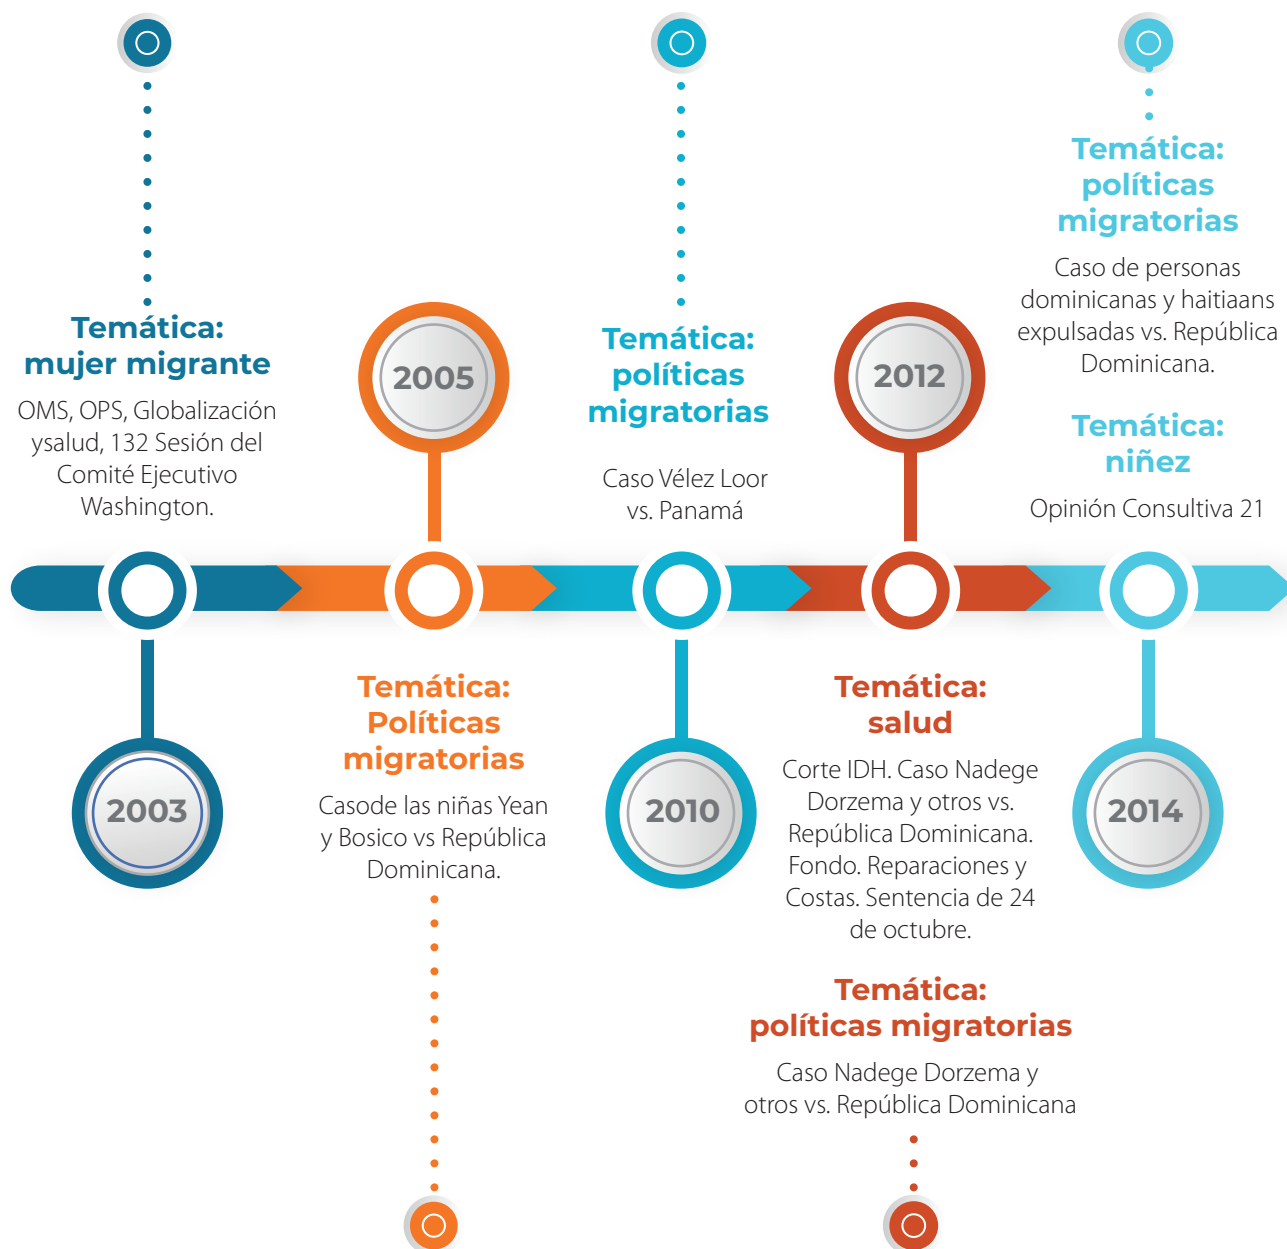 Temática:
mujer migrante
OMS, OPS, Globalización
ysalud, 132 Sesión del
Comité Ejecutivo
Washington.
2003
2005
Temática:
Políticas
migratorias
Casode las niñas Yean
y Bosico vs República
Dominicana.
Temática:
políticas
migratorias
Caso Vélez Loor
vs. Panamá
2010
2012
Temática:
salud
Corte IDH. Caso Nadege
Dorzema y otros vs.
República Dominicana.
Fondo. Reparaciones y
Costas. Sentencia de 24
de octubre.
Temática:
políticas migratorias
Caso Nadege Dorzema y
otros vs. República Dominicana
Temática:
políticas
migratorias
Caso de personas
dominicanas y haitiaans
expulsadas vs. República
Dominicana.
Temática:
niñez
Opinión Consultiva 21
2014